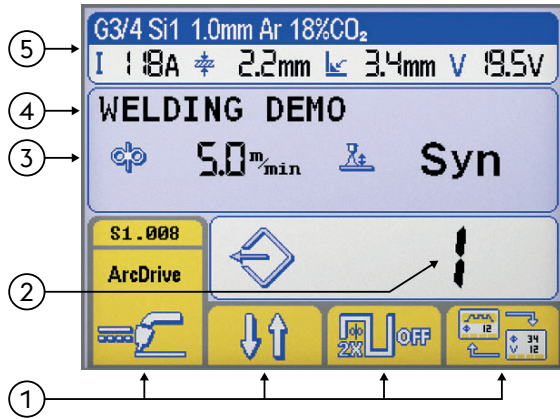 G3/4 Si1 1.0mm Ar 18%CO₂
5 I 118A 2.2mm 3.4mm V 19.5V
4 WELDING DEMO
3 5.0 m/min Syn
S1.008
ArcDrive
2 1
2X OFF Φ 12 Φ 34 V 12
1